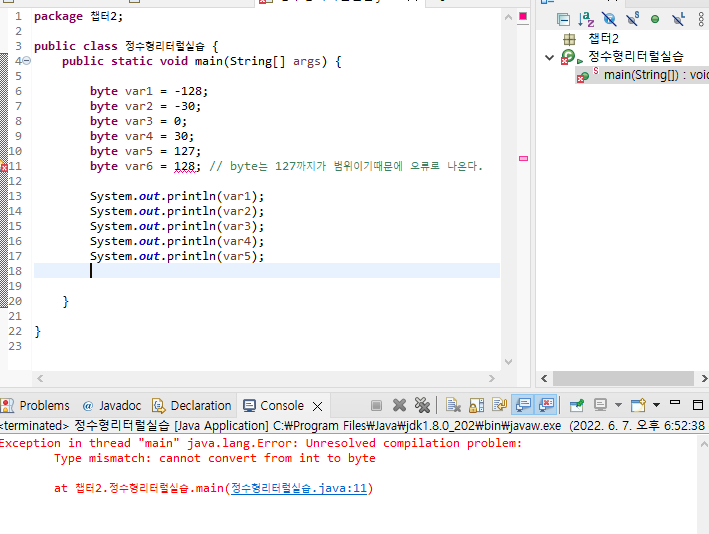 1 package 챕터2;
2
3 public class 정수형리터럴실습 {
4 public static void main(String[] args) {
5
6 byte var1 = -128;
7 byte var2 = -30;
8 byte var3 = 0;
9 byte var4 = 30;
10 byte var5 = 127;
11 byte var6 = 128; // byte는 127까지가 범위이기때문에 오류로 나온다.
12
13 System.out.println(var1);
14 System.out.println(var2);
15 System.out.println(var3);
16 System.out.println(var4);
17 System.out.println(var5);
18
19
20 }
21
22 }
23
챕터2
정수형리터럴실습
main(String[]) : void
Problems @ Javadoc Declaration Console
<terminated> 정수형리터럴실습 [Java Application] C:₩Program Files₩Java₩jdk1.8.0_202₩bin₩javaw.exe (2022. 6. 7. 오후 6:52:38
Exception in thread "main" java.lang.Error: Unresolved compilation problem:
Type mismatch: cannot convert from int to byte
at 챕터2.정수형리터럴실습.main(정수형리터럴실습.java:11)